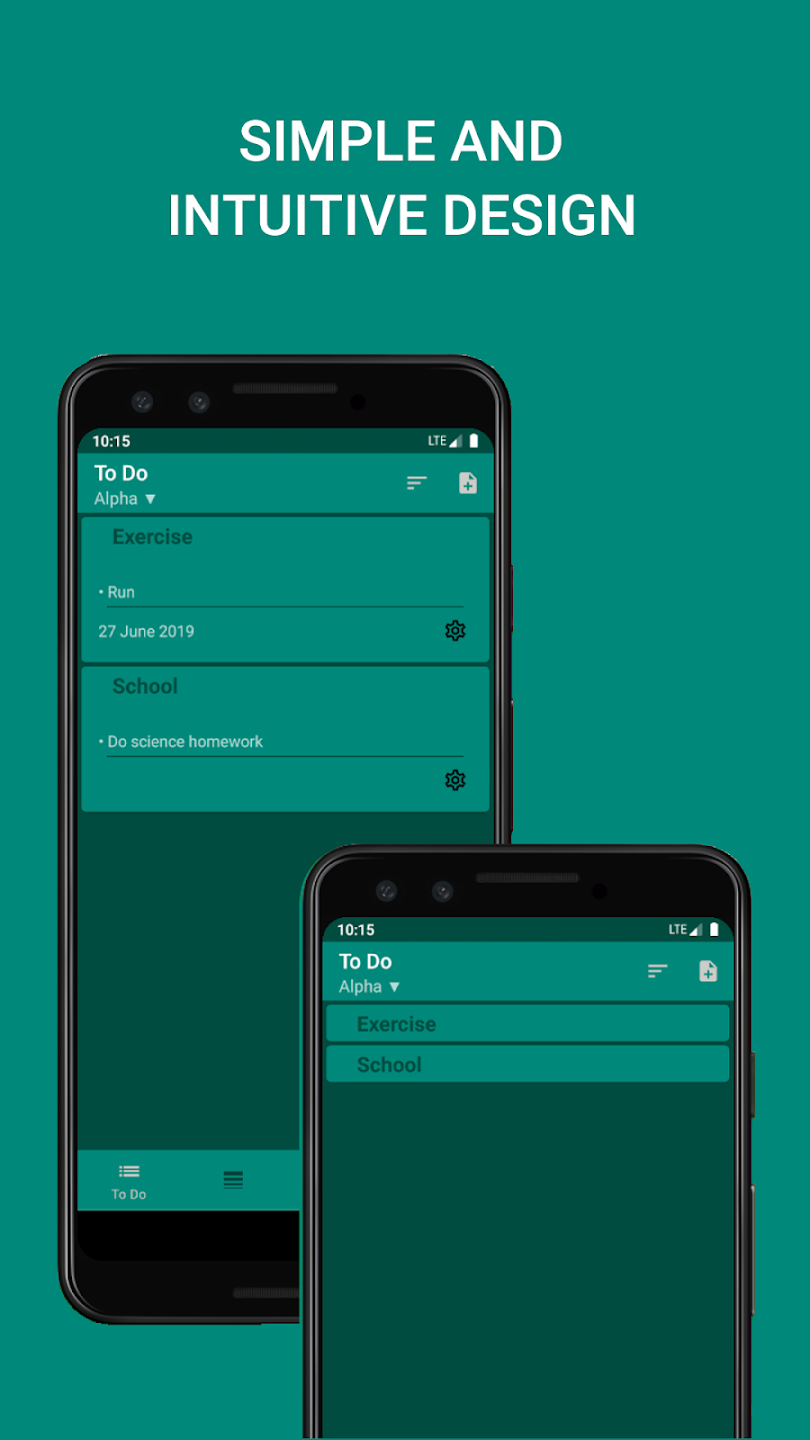 SIMPLE AND
INTUITIVE DESIGN
10:15
LTE
To Do
Alpha ▼
Exercise
• Run
27 June 2019
School
• Do science homework
To Do
10:15
LTE
To Do
Alpha ▼
Exercise
School